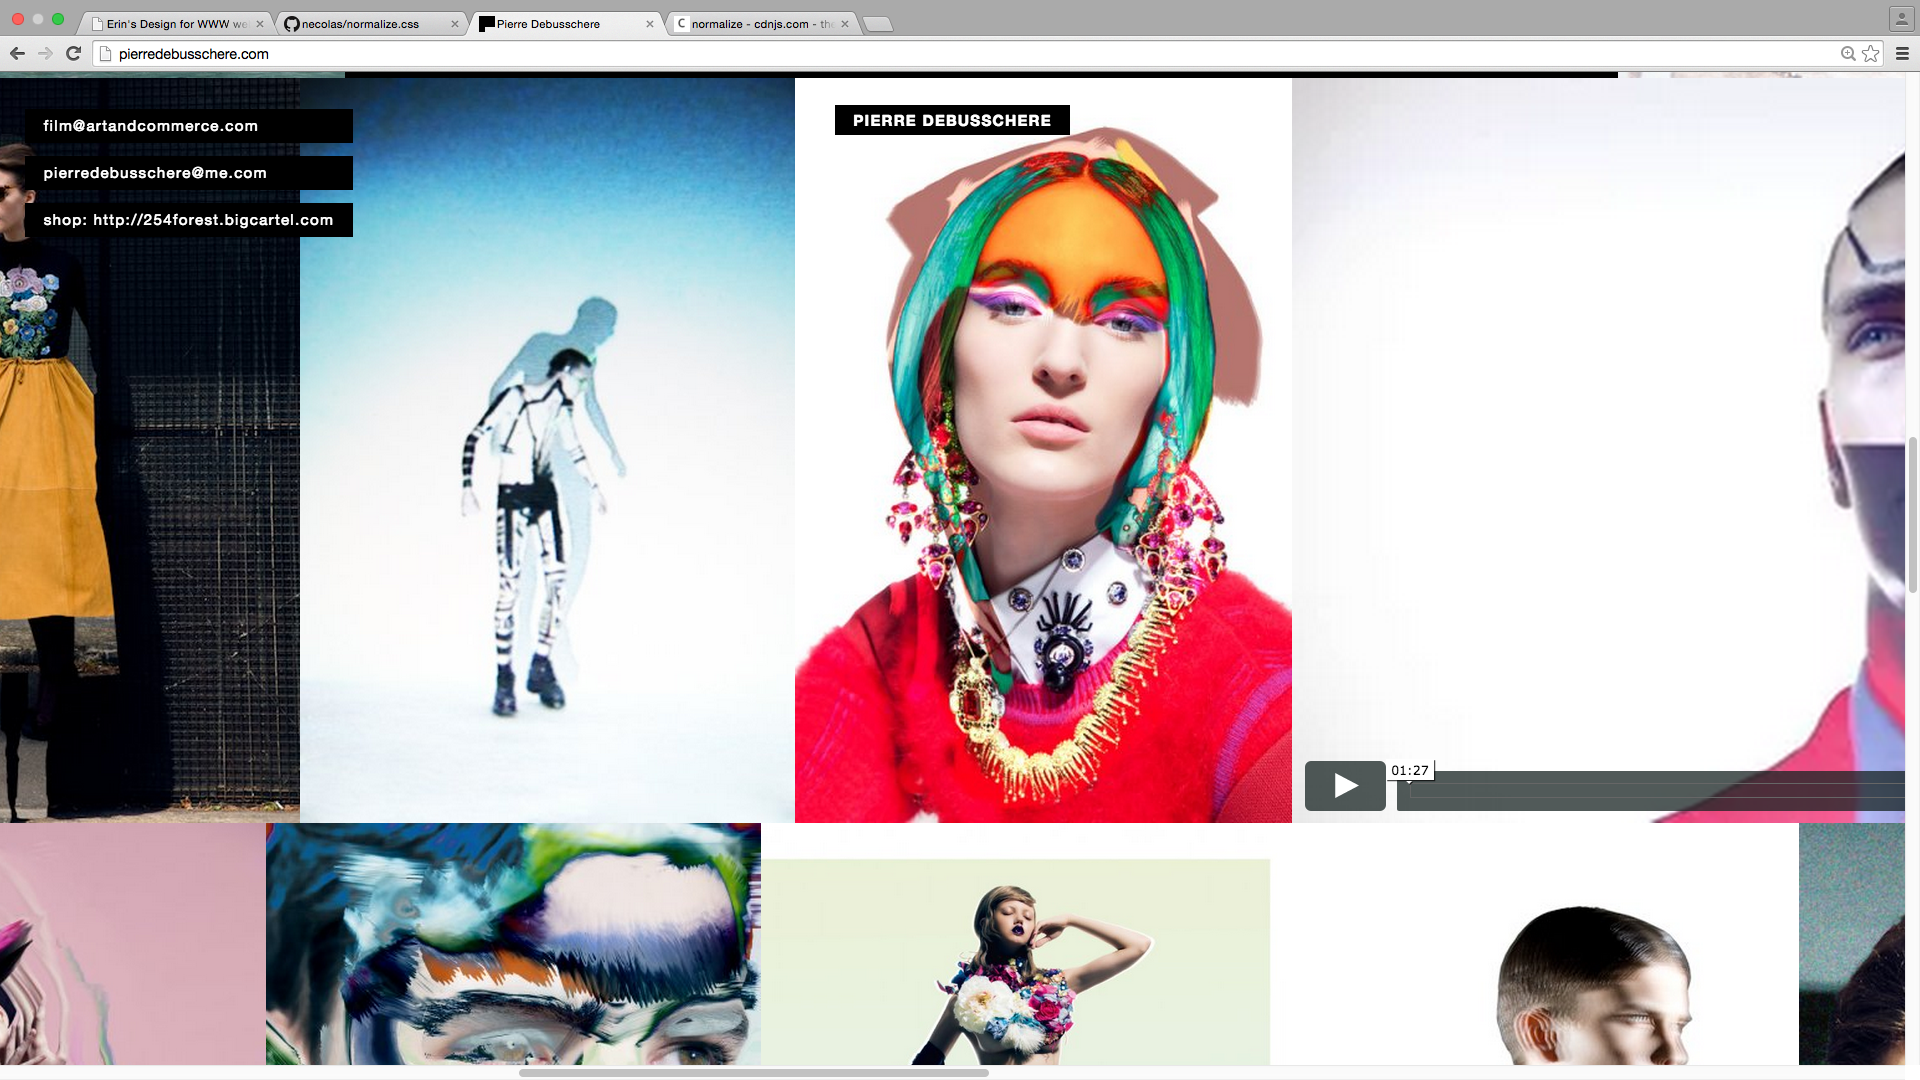 Erin's Design for WWW we
necolas/normalize.css
Pierre Debusschere
C normalize - cdnjs.com - the
pierredebusschere.com
film@artandcommerce.com
PIERRE DEBUSSCHERE
pierredebusschere@me.com
shop: http://254forest.bigcartel.com
01:27